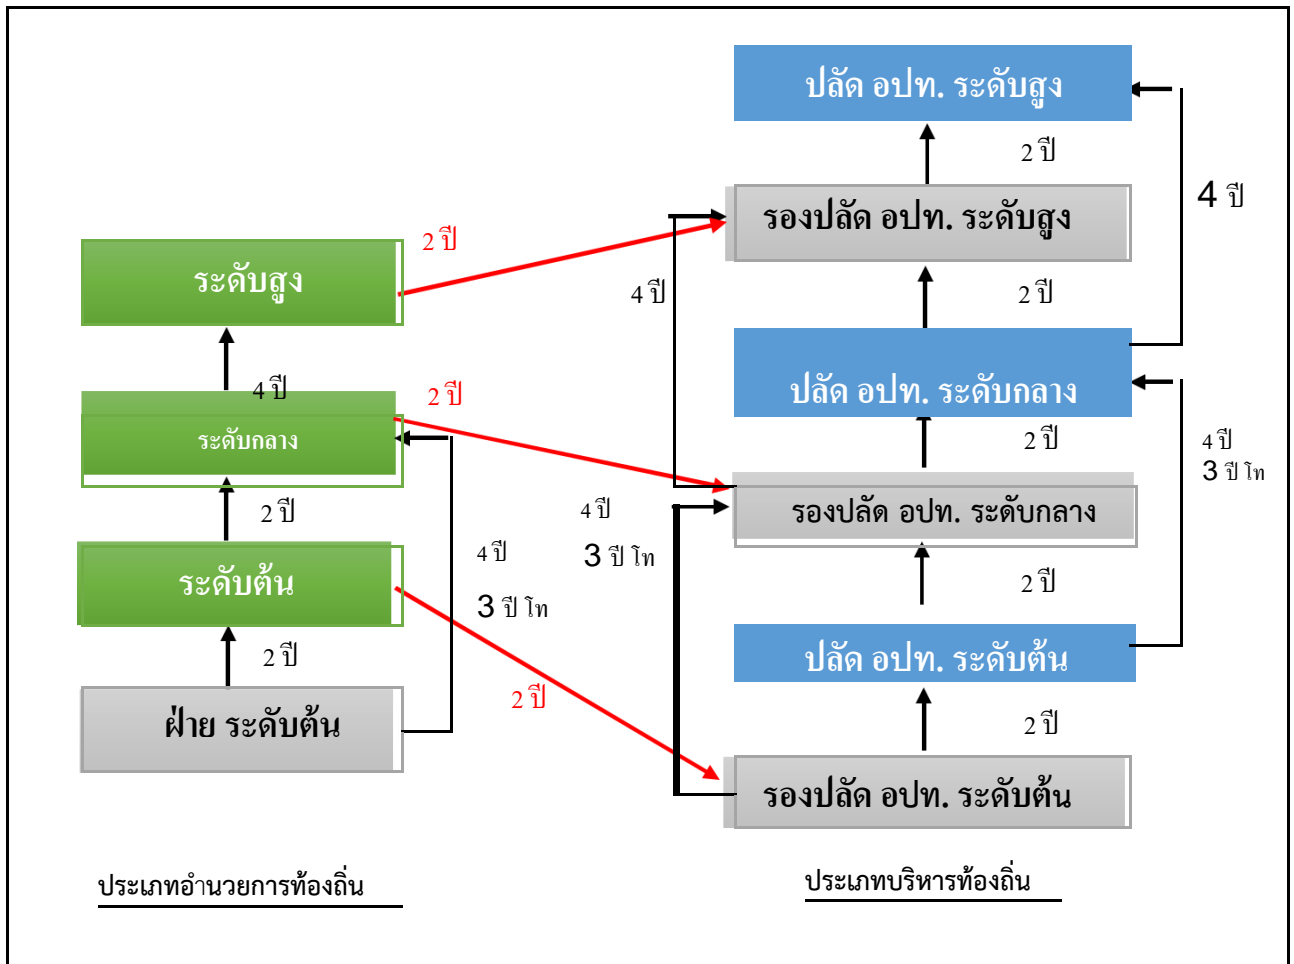 ปลัด อปท. ระดับสูง
2 ปี
รองปลัด อปท. ระดับสูง
4 ปี
2 ปี
ระดับสูง
4 ปี
2 ปี
4 ปี
2 ปี
ปลัด อปท. ระดับกลาง
ระดับกลาง
2 ปี
4 ปี
3 ปี โท
2 ปี
4 ปี
3 ปี โท
รองปลัด อปท. ระดับกลาง
4 ปี
3 ปี โท
ระดับต้น
2 ปี
2 ปี
ปลัด อปท. ระดับต้น
2 ปี
ฝ่าย ระดับต้น
2 ปี
รองปลัด อปท. ระดับต้น
ประเภทอำนวยการท้องถิ่น
ประเภทบริหารท้องถิ่น